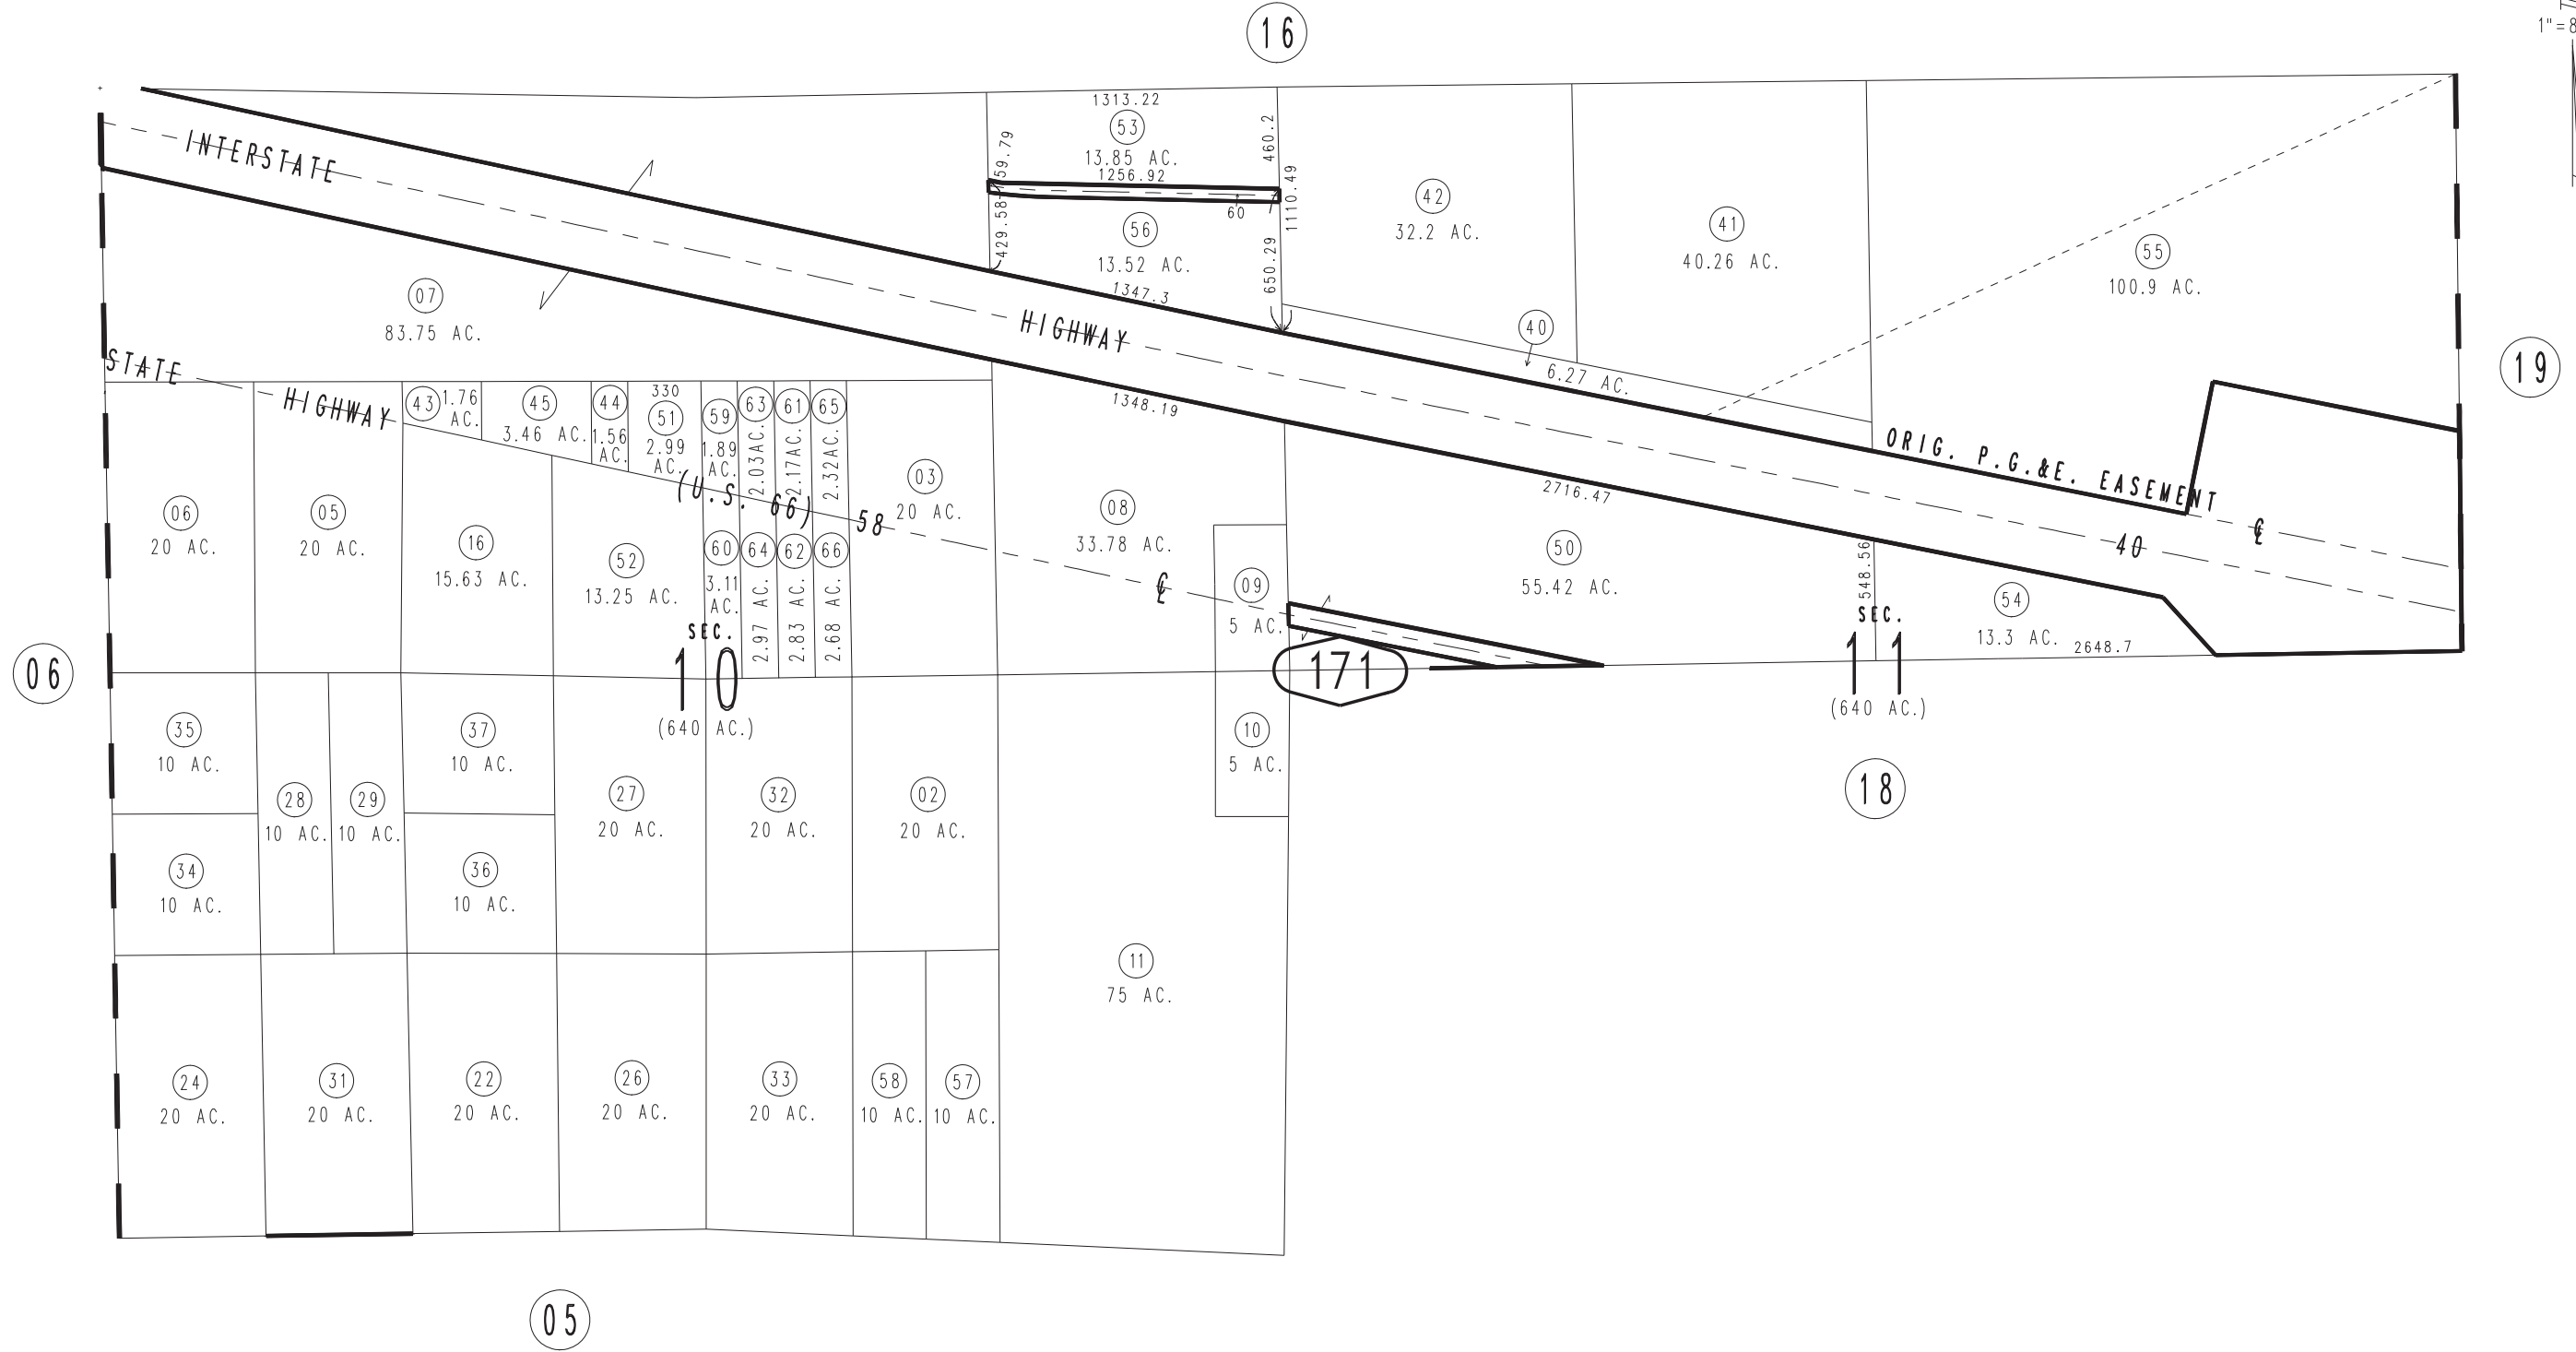 16
1"=8
1313.22
53
13.85 AC.
1256.92
459.79
460.2
1110.49
INTERSTATE
42
32.2 AC.
41
40.26 AC.
55
100.9 AC.
60
429.58
56
13.52 AC.
650.29
1347.3
07
83.75 AC.
HIGHWAY
40
6.27 AC.
19
STATE
HIGHWAY
43
1.76
AC.
45
3.46 AC.
44
1.56
AC.
330
51
2.99
AC.
59
1.89
AC.
63
2.03AC.
61
2.17AC.
65
2.32AC.
1348.19
ORIG. P.G.&E. EASEMENT
(U.S. 66)
58
03
20 AC.
2716.47
06
20 AC.
05
20 AC.
16
15.63 AC.
52
13.25 AC.
60
3.11
AC.
64
2.97 AC.
62
2.83 AC.
66
2.68 AC.
08
33.78 AC.
09
5 AC.
50
55.42 AC.
548.56
40
℄
℄
54
13.3 AC.
2648.7
SEC.
10
(640 AC.)
171
SEC.
11
(640 AC.)
06
18
35
10 AC.
28
10 AC.
29
10 AC.
37
10 AC.
27
20 AC.
32
20 AC.
02
20 AC.
10
5 AC.
34
10 AC.
36
10 AC.
11
75 AC.
24
20 AC.
31
20 AC.
22
20 AC.
26
20 AC.
33
20 AC.
58
10 AC.
57
10 AC.
05